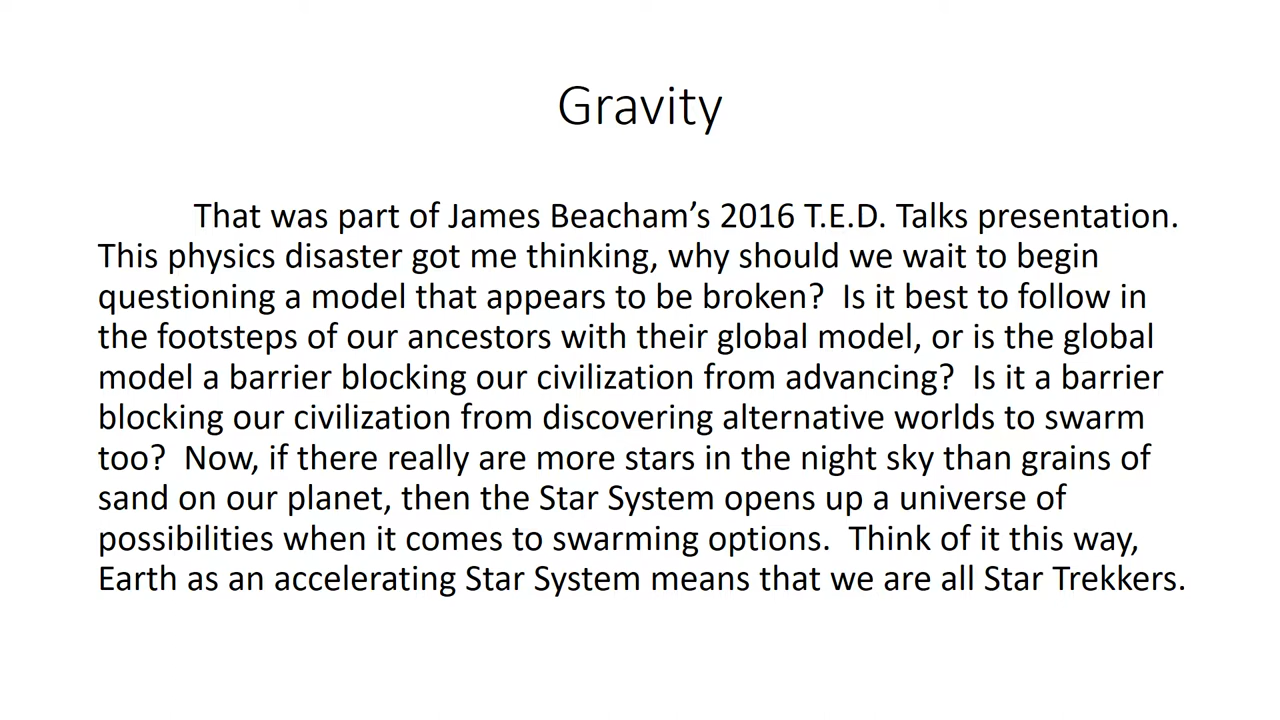 Gravity
That was part of James Beacham’s 2016 T.E.D. Talks presentation.
This physics disaster got me thinking, why should we wait to begin
questioning a model that appears to be broken?  Is it best to follow in
the footsteps of our ancestors with their global model, or is the global
model a barrier blocking our civilization from advancing?  Is it a barrier
blocking our civilization from discovering alternative worlds to swarm
too?  Now, if there really are more stars in the night sky than grains of
sand on our planet, then the Star System opens up a universe of
possibilities when it comes to swarming options.  Think of it this way,
Earth as an accelerating Star System means that we are all Star Trekkers.